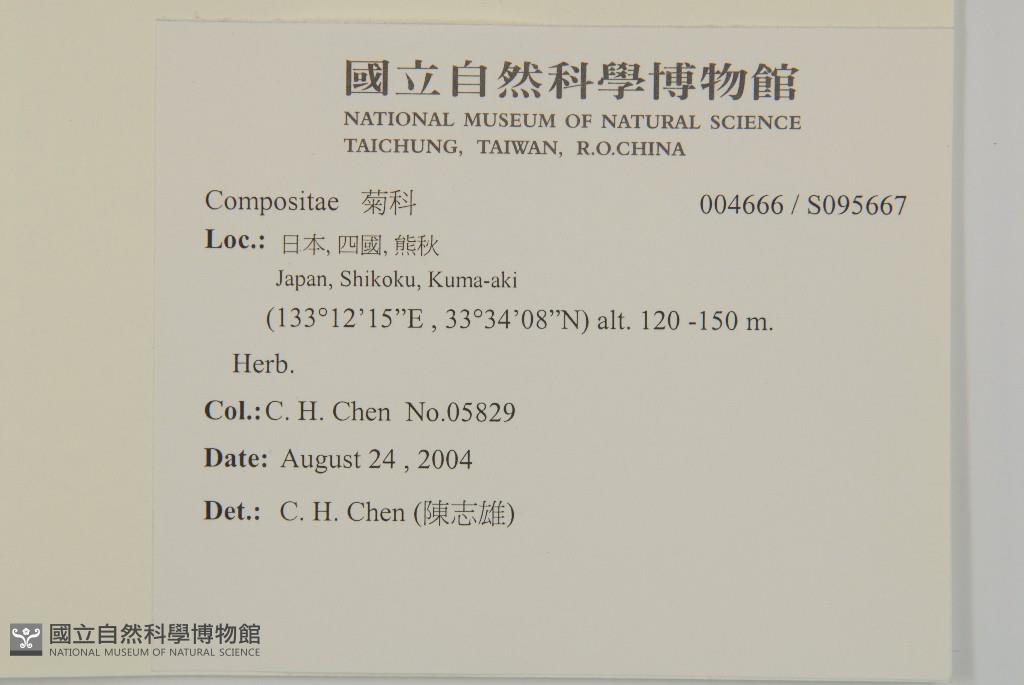 國立自然科學博物館
NATIONAL MUSEUM OF NATURAL SCIENCE
TAICHUNG, TAIWAN, R.O.CHINA
Compositae 菊科 004666 / S095667
Loc.: 日本, 四國, 熊秋
Japan, Shikoku, Kuma-aki
(133°12’15”E , 33°34’08”N) alt. 120 -150 m.
Herb.
Col.: C. H. Chen No.05829
Date: August 24 , 2004
Det.: C. H. Chen (陳志雄)
國立自然科學博物館
NATIONAL MUSEUM OF NATURAL SCIENCE